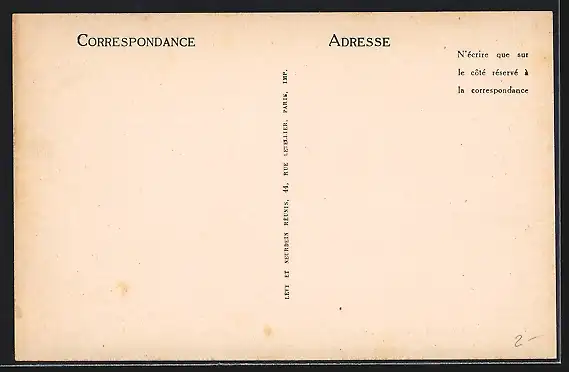 CORRESPONDANCE
ADRESSE
N'écrire que sur
le côté réservé à
la correspondance
LÉVY ET NEURDEIN RÉUNIS, 44, RUE LETELLIER, PARIS, IMP.
2-